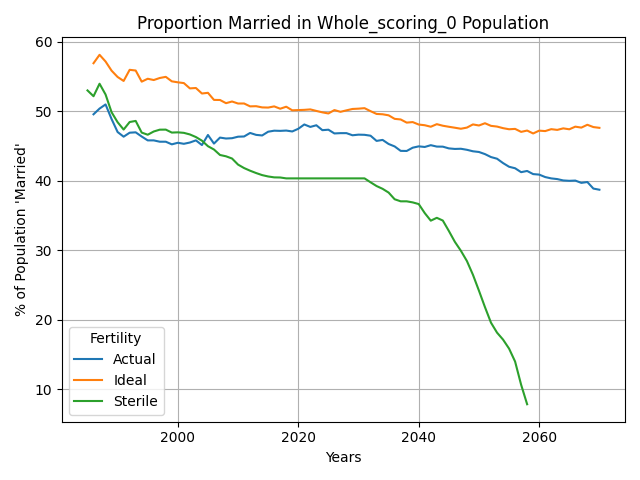 Proportion Married in Whole_scoring_0 Population
% of Population 'Married'
60
50
40
30
20
10
Fertility
Actual
Ideal
Sterile
2000 2020 2040 2060
Years